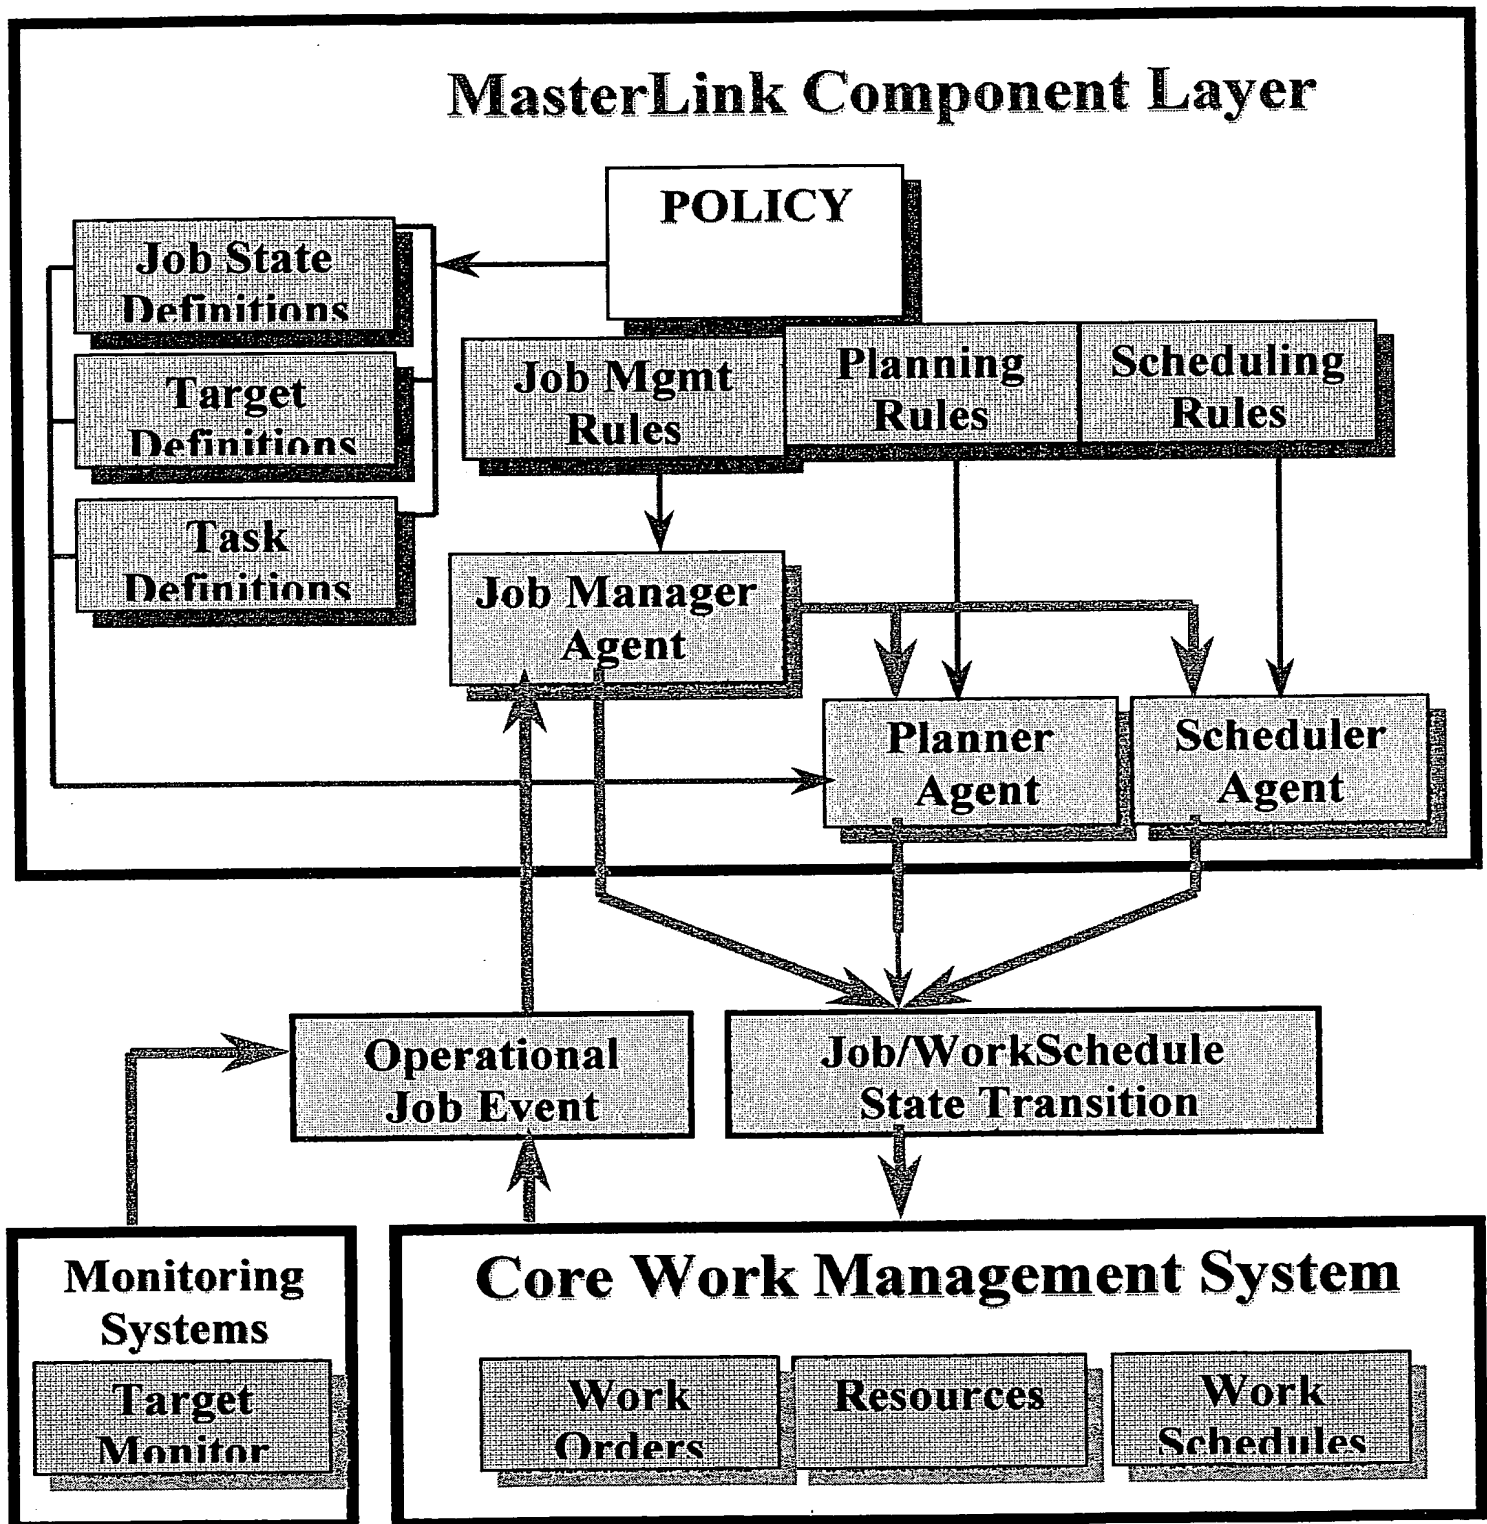 MasterLink Component Layer
POLICY
Job State
Definitions
Target
Definitions
Task
Definitions
Job Mgmt
Rules
Planning
Rules
Scheduling
Rules
Job Manager
Agent
Planner
Agent
Scheduler
Agent
Operational
Job Event
Job/WorkSchedule
State Transition
Monitoring
Systems
Target
Monitor
Core Work Management System
Work
Orders
Resources
Work
Schedules